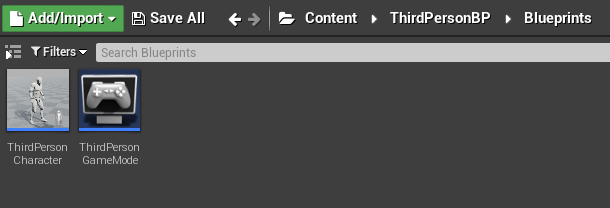 Add/Import Save All Content ThirdPersonBP Blueprints
Filters Search Blueprints
ThirdPerson
Character
ThirdPerson
GameMode